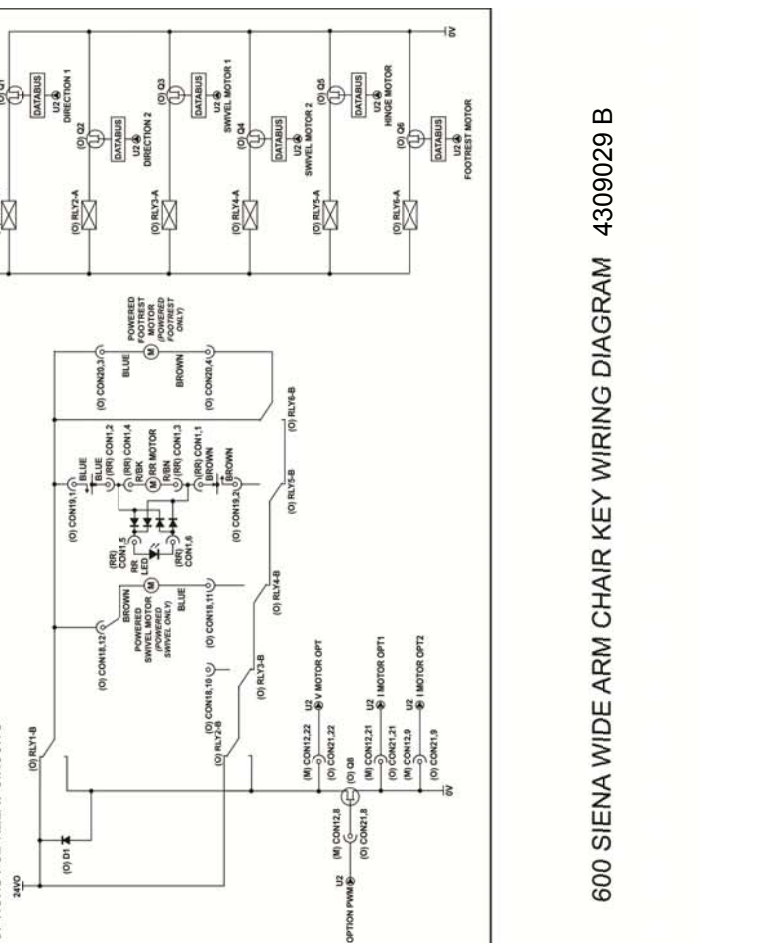 0V
(O) Q1
DATABUS
U2
DIRECTION 1
(O) Q2
DATABUS
U2
DIRECTION 2
(O) RLY2-A
(O) Q3
DATABUS
U2
SWIVEL MOTOR 1
(O) RLY3-A
(O) Q4
DATABUS
U2
SWIVEL MOTOR 2
(O) RLY4-A
(O) Q5
DATABUS
U2
HINGE MOTOR
(O) RLY5-A
(O) Q6
DATABUS
U2
FOOTREST MOTOR
(O) RLY6-A
24VO
(O) D1
(O) RLY1-B
(O) CON18,12
BROWN
POWERED
SWIVEL MOTOR
(POWERED
SWIVEL ONLY)
M
BLUE
(O) CON18,11
(O) CON18,10
(O) RLY2-B
(O) RLY3-B
(O) RLY4-B
(O) RLY5-B
(O) RLY6-B
(O) CON19,1
BLUE
BLUE
(RR) CON1,2
(RR) CON1,4
R/BK
M
RR MOTOR
R/BN
(RR) CON1,3
(RR) CON1,1
BROWN
BROWN
(O) CON19,2
(RR)
CON1,5
RR
LED
(RR)
CON1,6
(O) CON20,3
BLUE
POWERED
FOOTREST
MOTOR
(POWERED
FOOTREST
ONLY)
M
BROWN
(O) CON20,4
OPTION PWM
U2
(M) CON12,8
(O) CON21,8
(O) Q8
(M) CON12,22
(O) CON21,22
U2
V MOTOR OPT
(M) CON12,21
(O) CON21,21
U2
I MOTOR OPT1
(M) CON12,9
(O) CON21,9
U2
I MOTOR OPT2
0V
600 SIENA WIDE ARM CHAIR KEY WIRING DIAGRAM 4309029 B